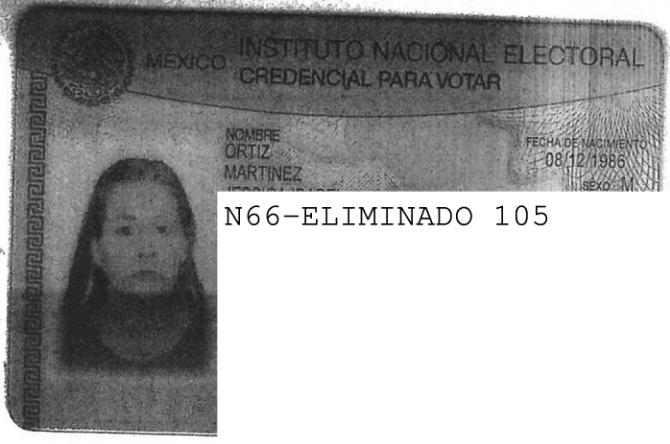 MEXICO
INSTITUTO NACIONAL ELECTORAL
CREDENCIAL PARA VOTAR
NOMBRE
ORTIZ
MARTINEZ
FECHA DE NACIMIENTO
08/12/1986
SEXO M
N66-ELIMINADO 105